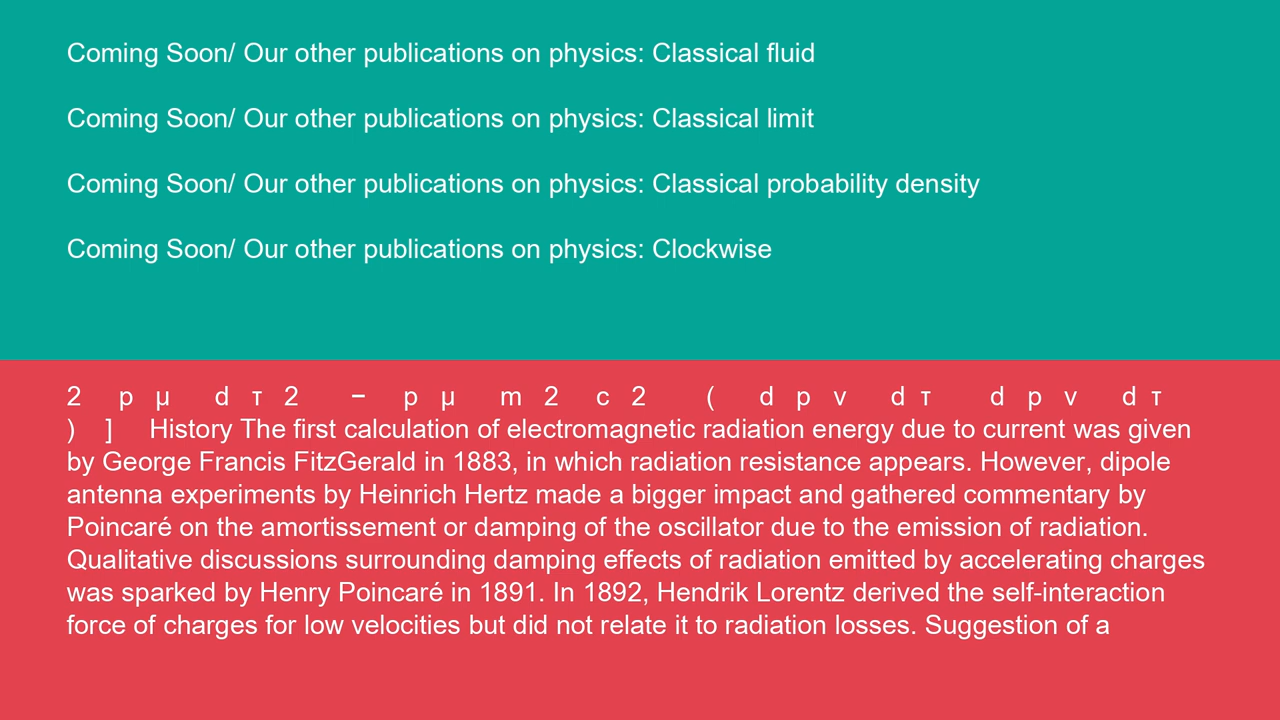 Coming Soon/ Our other publications on physics: Classical fluid
Coming Soon/ Our other publications on physics: Classical limit
Coming Soon/ Our other publications on physics: Classical probability density
Coming Soon/ Our other publications on physics: Clockwise
2 p μ d τ 2 − p μ m 2 c 2 ( d p ν d τ d p ν d τ
) ] History The first calculation of electromagnetic radiation energy due to current was given
by George Francis FitzGerald in 1883, in which radiation resistance appears. However, dipole
antenna experiments by Heinrich Hertz made a bigger impact and gathered commentary by
Poincaré on the amortissement or damping of the oscillator due to the emission of radiation.
Qualitative discussions surrounding damping effects of radiation emitted by accelerating charges
was sparked by Henry Poincaré in 1891. In 1892, Hendrik Lorentz derived the self-interaction
force of charges for low velocities but did not relate it to radiation losses. Suggestion of a